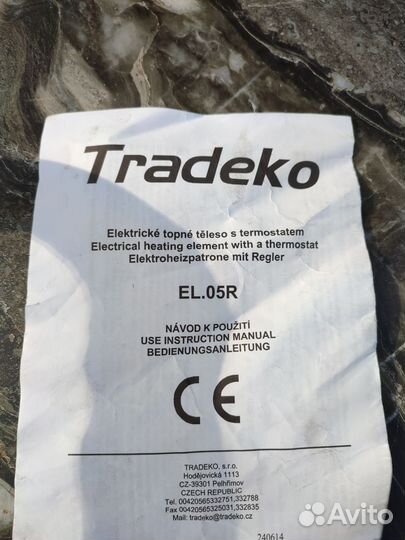 Tradeko
Elektrické topné těleso s termostatem
Electrical heating element with a thermostat
Elektroheizpatrone mit Regler
EL.05R
NÁVOD K POUŽITÍ
USE INSTRUCTION MANUAL
BEDIENUNGSANLEITUNG
CE
TRADEKO, s.r.o.
Hodějovická 1113
CZ-39301 Pelhřimov
CZECH REPUBLIC
Tel. 00420565332751,332788
Fax 00420565325031,332835
Mail: tradeko@tradeko.cz
240614
Avito